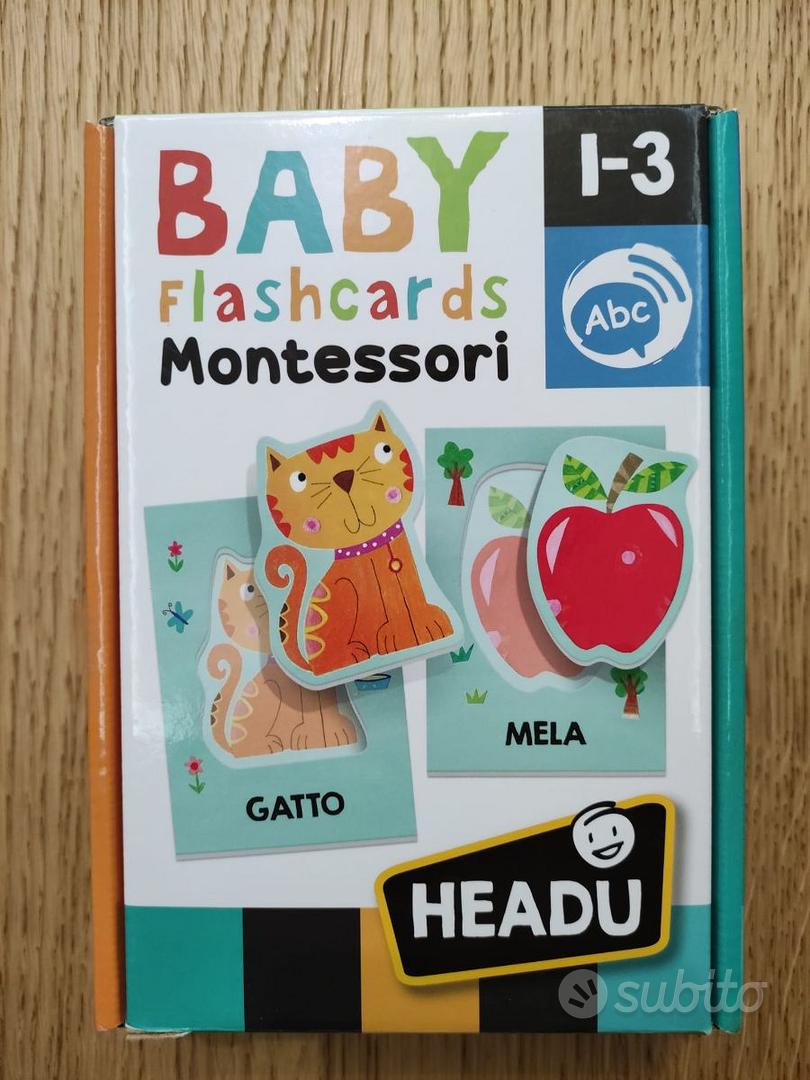 BABY
Flashcards
Montessori
1-3
Abc
GATTO
MELA
HEADU
subito